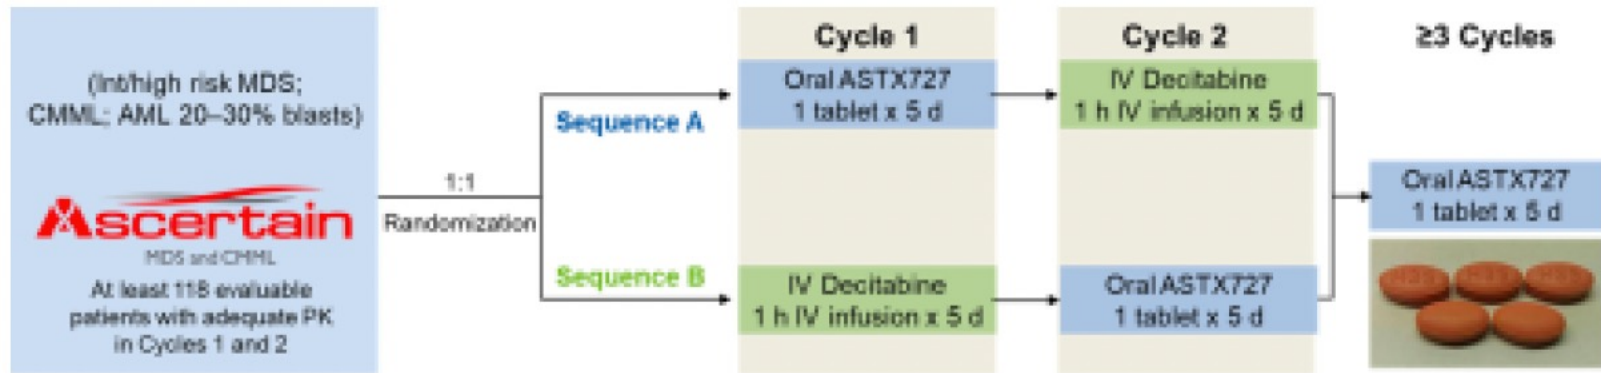 (Int/high risk MDS;
CMML; AML 20–30% blasts)
Ascertain
MDS and CMML
At least 118 evaluable
patients with adequate PK
in Cycles 1 and 2
1:1
Randomization
Sequence A
Sequence B
Cycle 1
Oral ASTX727
1 tablet x 5 d
IV Decitabine
1 h IV infusion x 5 d
Cycle 2
IV Decitabine
1 h IV infusion x 5 d
Oral ASTX727
1 tablet x 5 d
≥3 Cycles
Oral ASTX727
1 tablet x 5 d